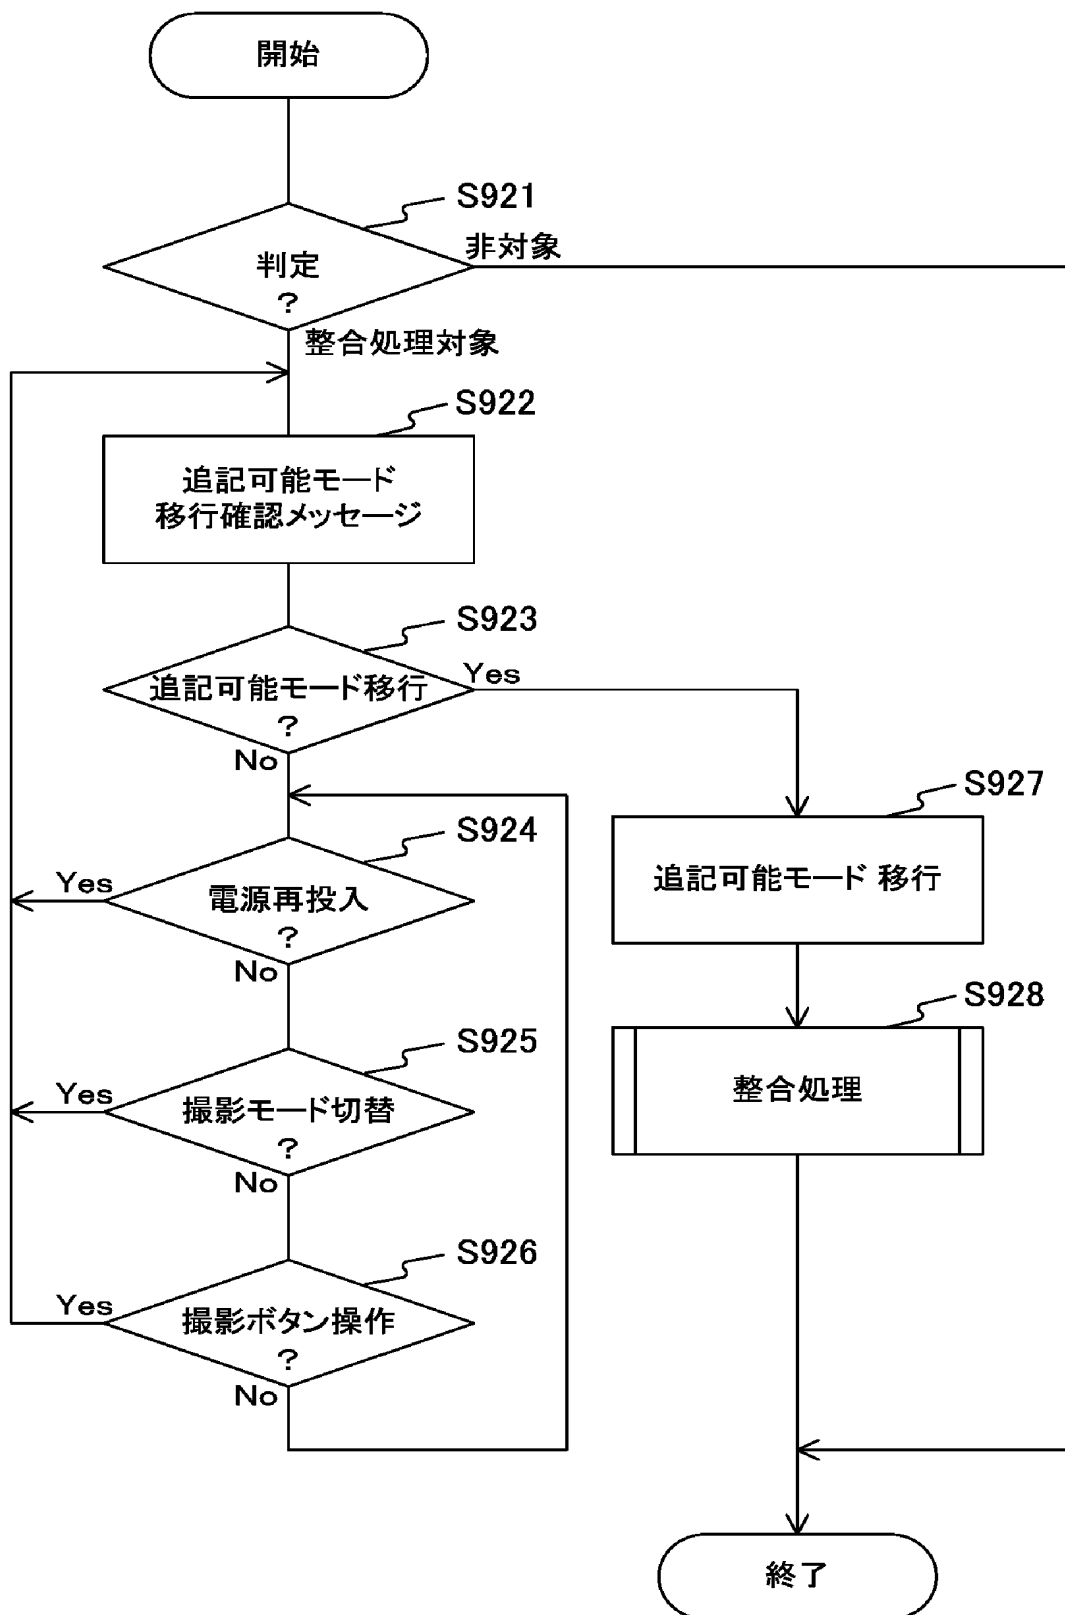 開始
S921
非対象
判定
?
整合処理対象
S922
追記可能モード
移行確認メッセージ
S923
Yes
追記可能モード移行
?
No
S927
S924
Yes
電源再投入
?
No
追記可能モード 移行
S928
S925
Yes
撮影モード切替
?
No
整合処理
S926
Yes
撮影ボタン操作
?
No
終了